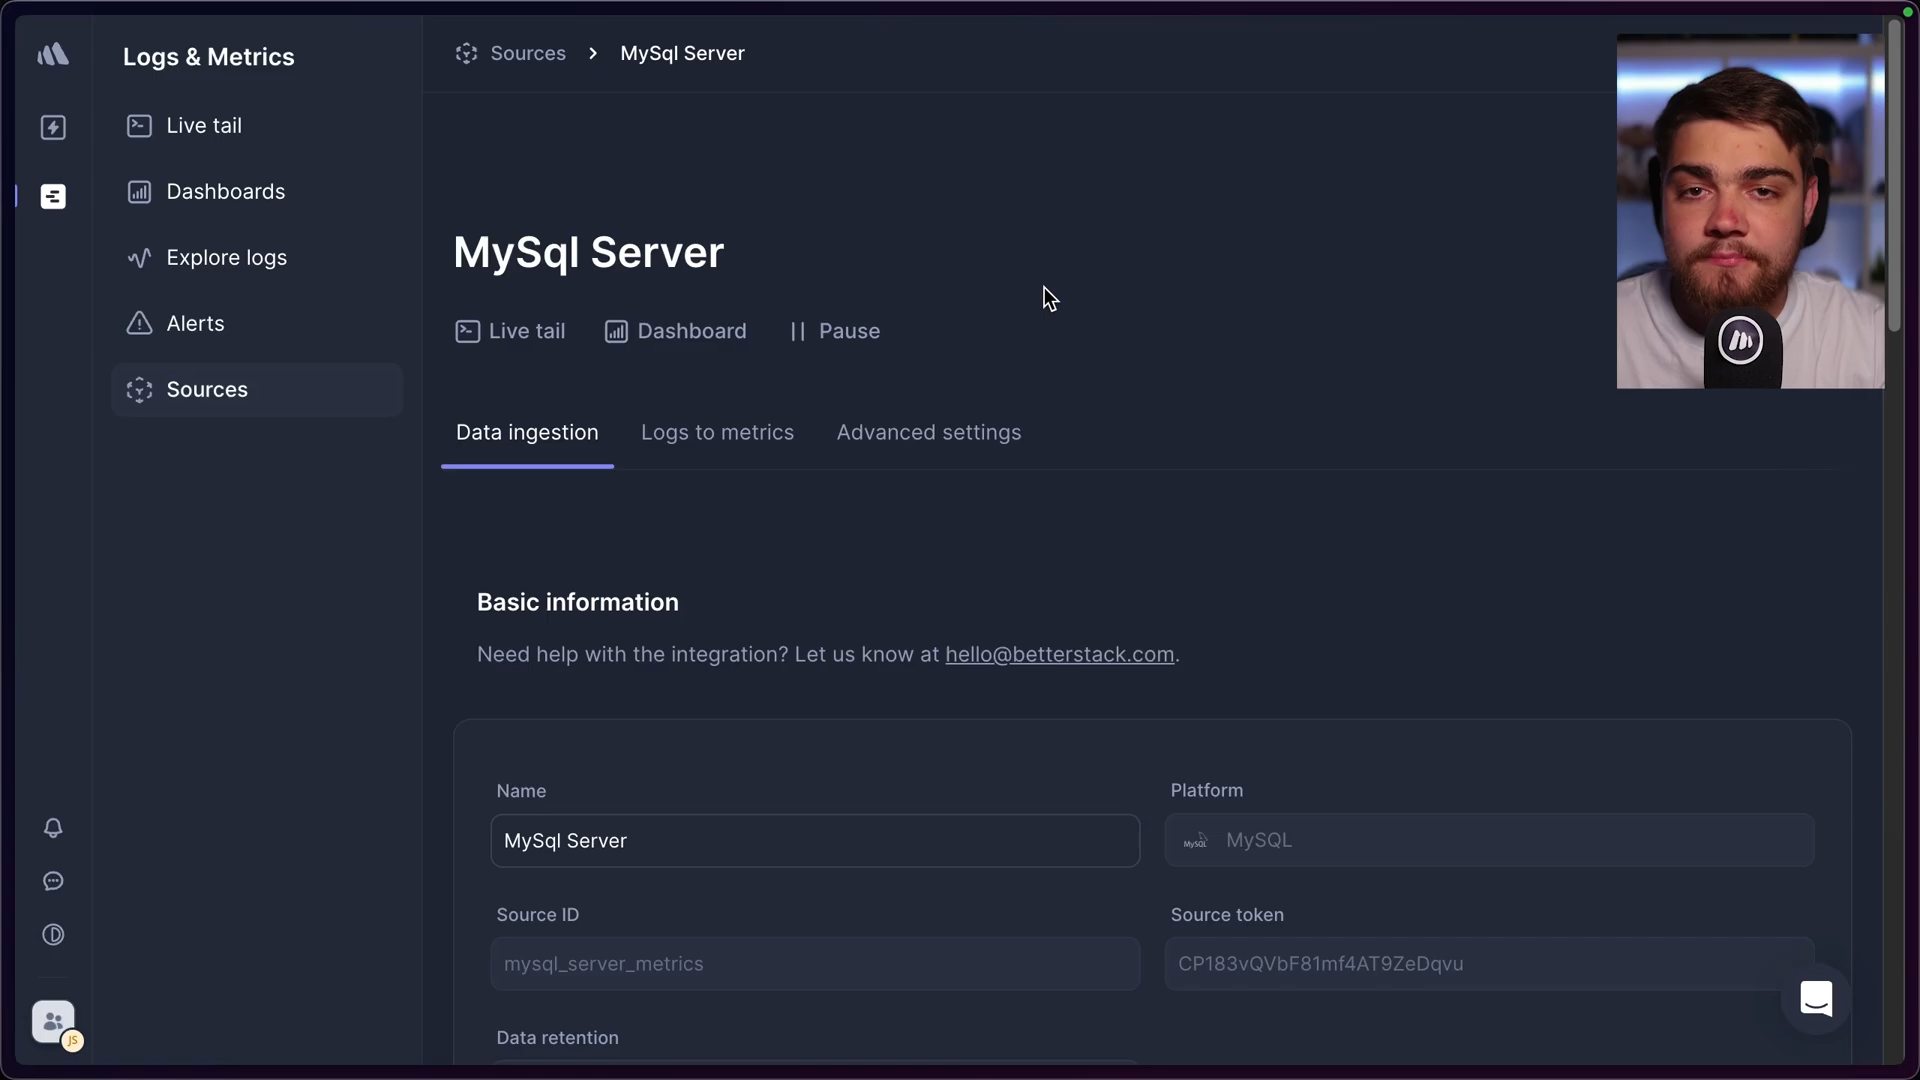 Logs & Metrics
Live tail
Dashboards
Explore logs
Alerts
Sources
JS
Sources > MySql Server
MySql Server
Live tail
Dashboard
Pause
Data ingestion
Logs to metrics
Advanced settings
Basic information
Need help with the integration? Let us know at hello@betterstack.com.
Name
Platform
MySql Server
MySQL
MySQL
Source ID
Source token
mysql_server_metrics
CP183vQVbF81mf4AT9ZeDqvu
Data retention